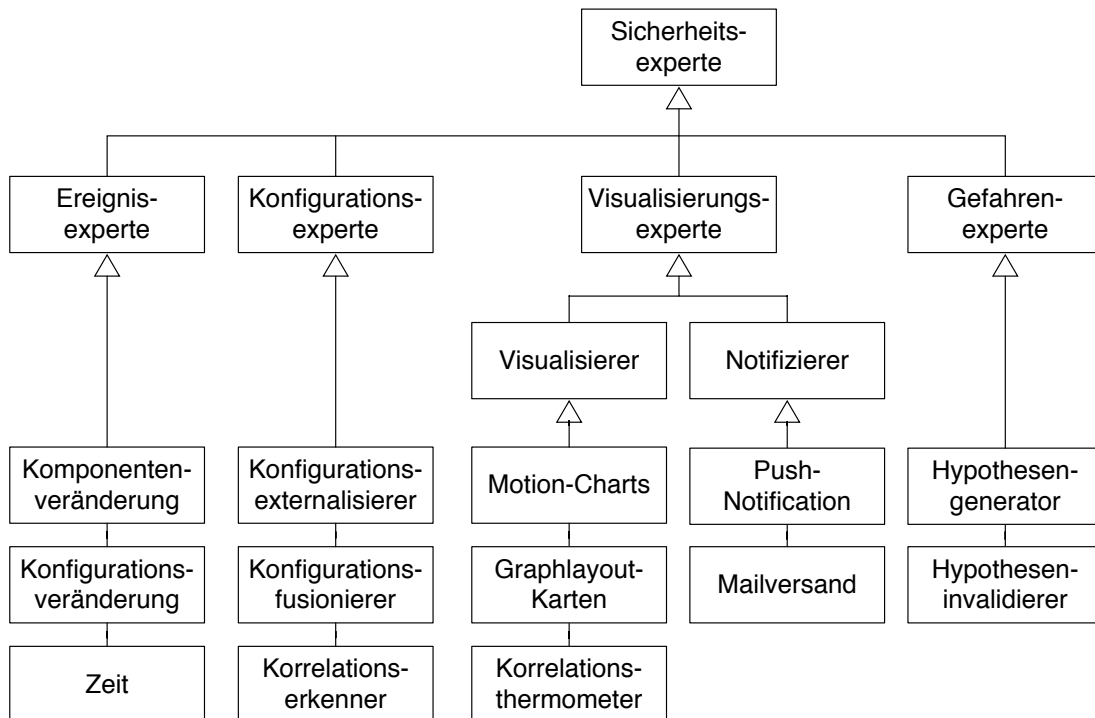 Sicherheits-
experte
Ereignis-
experte
Konfigurations-
experte
Visualisierungs-
experte
Gefahren-
experte
Visualisierer
Notifizierer
Komponenten-
veränderung
Konfigurations-
externalisierer
Motion-Charts
Push-
Notification
Hypothesen-
generator
Konfigurations-
veränderung
Konfigurations-
fusionierer
Graphlayout-
Karten
Mailversand
Hypothesen-
invalidierer
Zeit
Korrelations-
erkenner
Korrelations-
thermometer